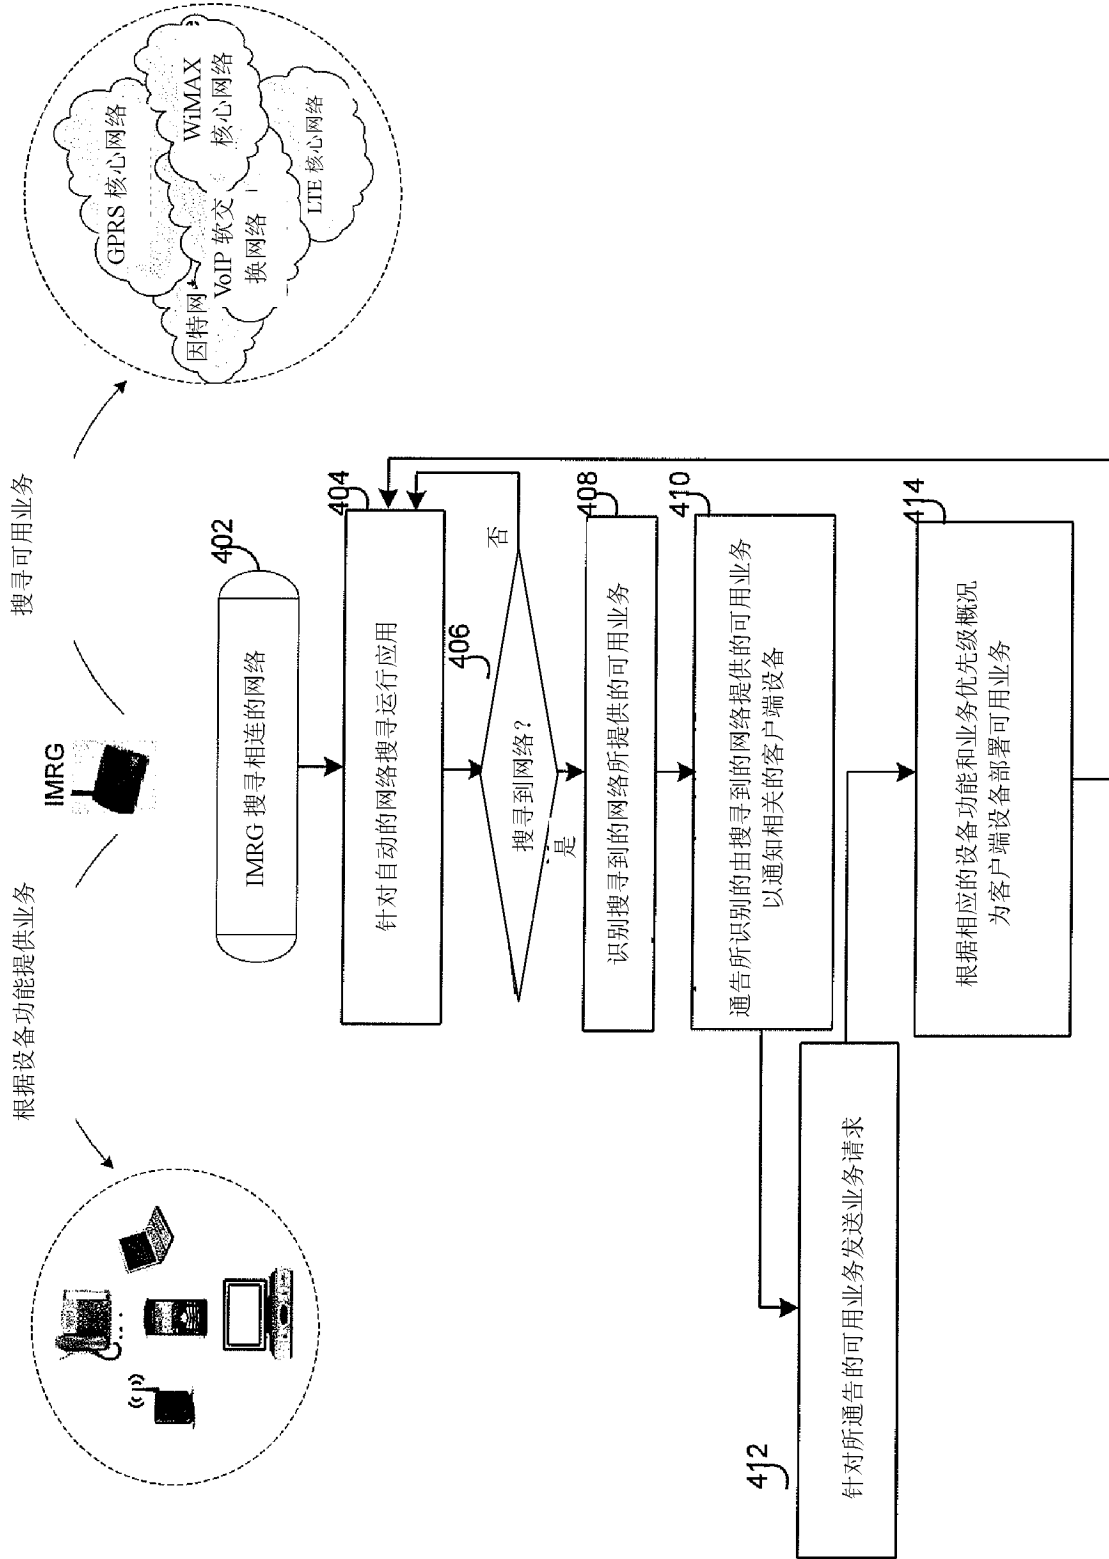 根据设备功能提供业务
IMRG
搜寻可用业务
GPRS 核心网络
WiMAX
核心网络
因特网
VoIP 软交
换网络
LTE 核心网络
402
IMRG 搜寻相连的网络
404
针对自动的网络搜寻运行应用
406
搜寻到网络?
否
是
408
识别搜寻到的网络所提供的可用业务
410
通告所识别的由搜寻到的网络提供的可用业务
以通知相关的客户端设备
412
针对所通告的可用业务发送业务请求
414
根据相应的设备功能和业务优先级概况
为客户端设备部署可用业务